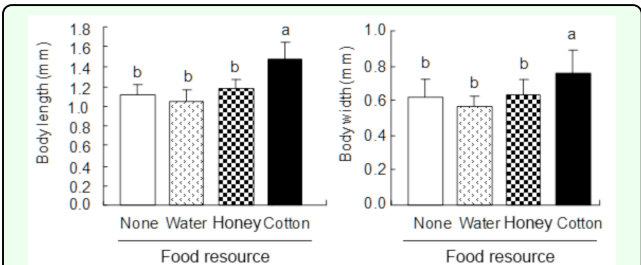 1.8
1.6
1.4
1.2
1.0
0.8
0.6
0.4
0.2
0.0
Body length (mm)
b
b
b
a
None Water Honey Cotton
Food resource
1.0
0.8
0.6
0.4
0.2
0.0
Body width (mm)
b
b
b
a
None Water Honey Cotton
Food resource